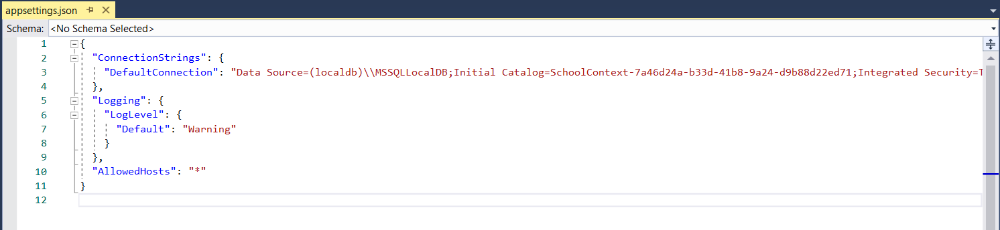 appsettings.json
Schema: <No Schema Selected>
1 {
2 "ConnectionStrings": {
3 "DefaultConnection": "Data Source=(localdb)\\MSSQLLocalDB;Initial Catalog=SchoolContext-7a46d24a-b33d-41b8-9a24-d9b88d22ed71;Integrated Security=T
4 },
5 "Logging": {
6 "LogLevel": {
7 "Default": "Warning"
8 }
9 },
10 "AllowedHosts": "*"
11 }
12